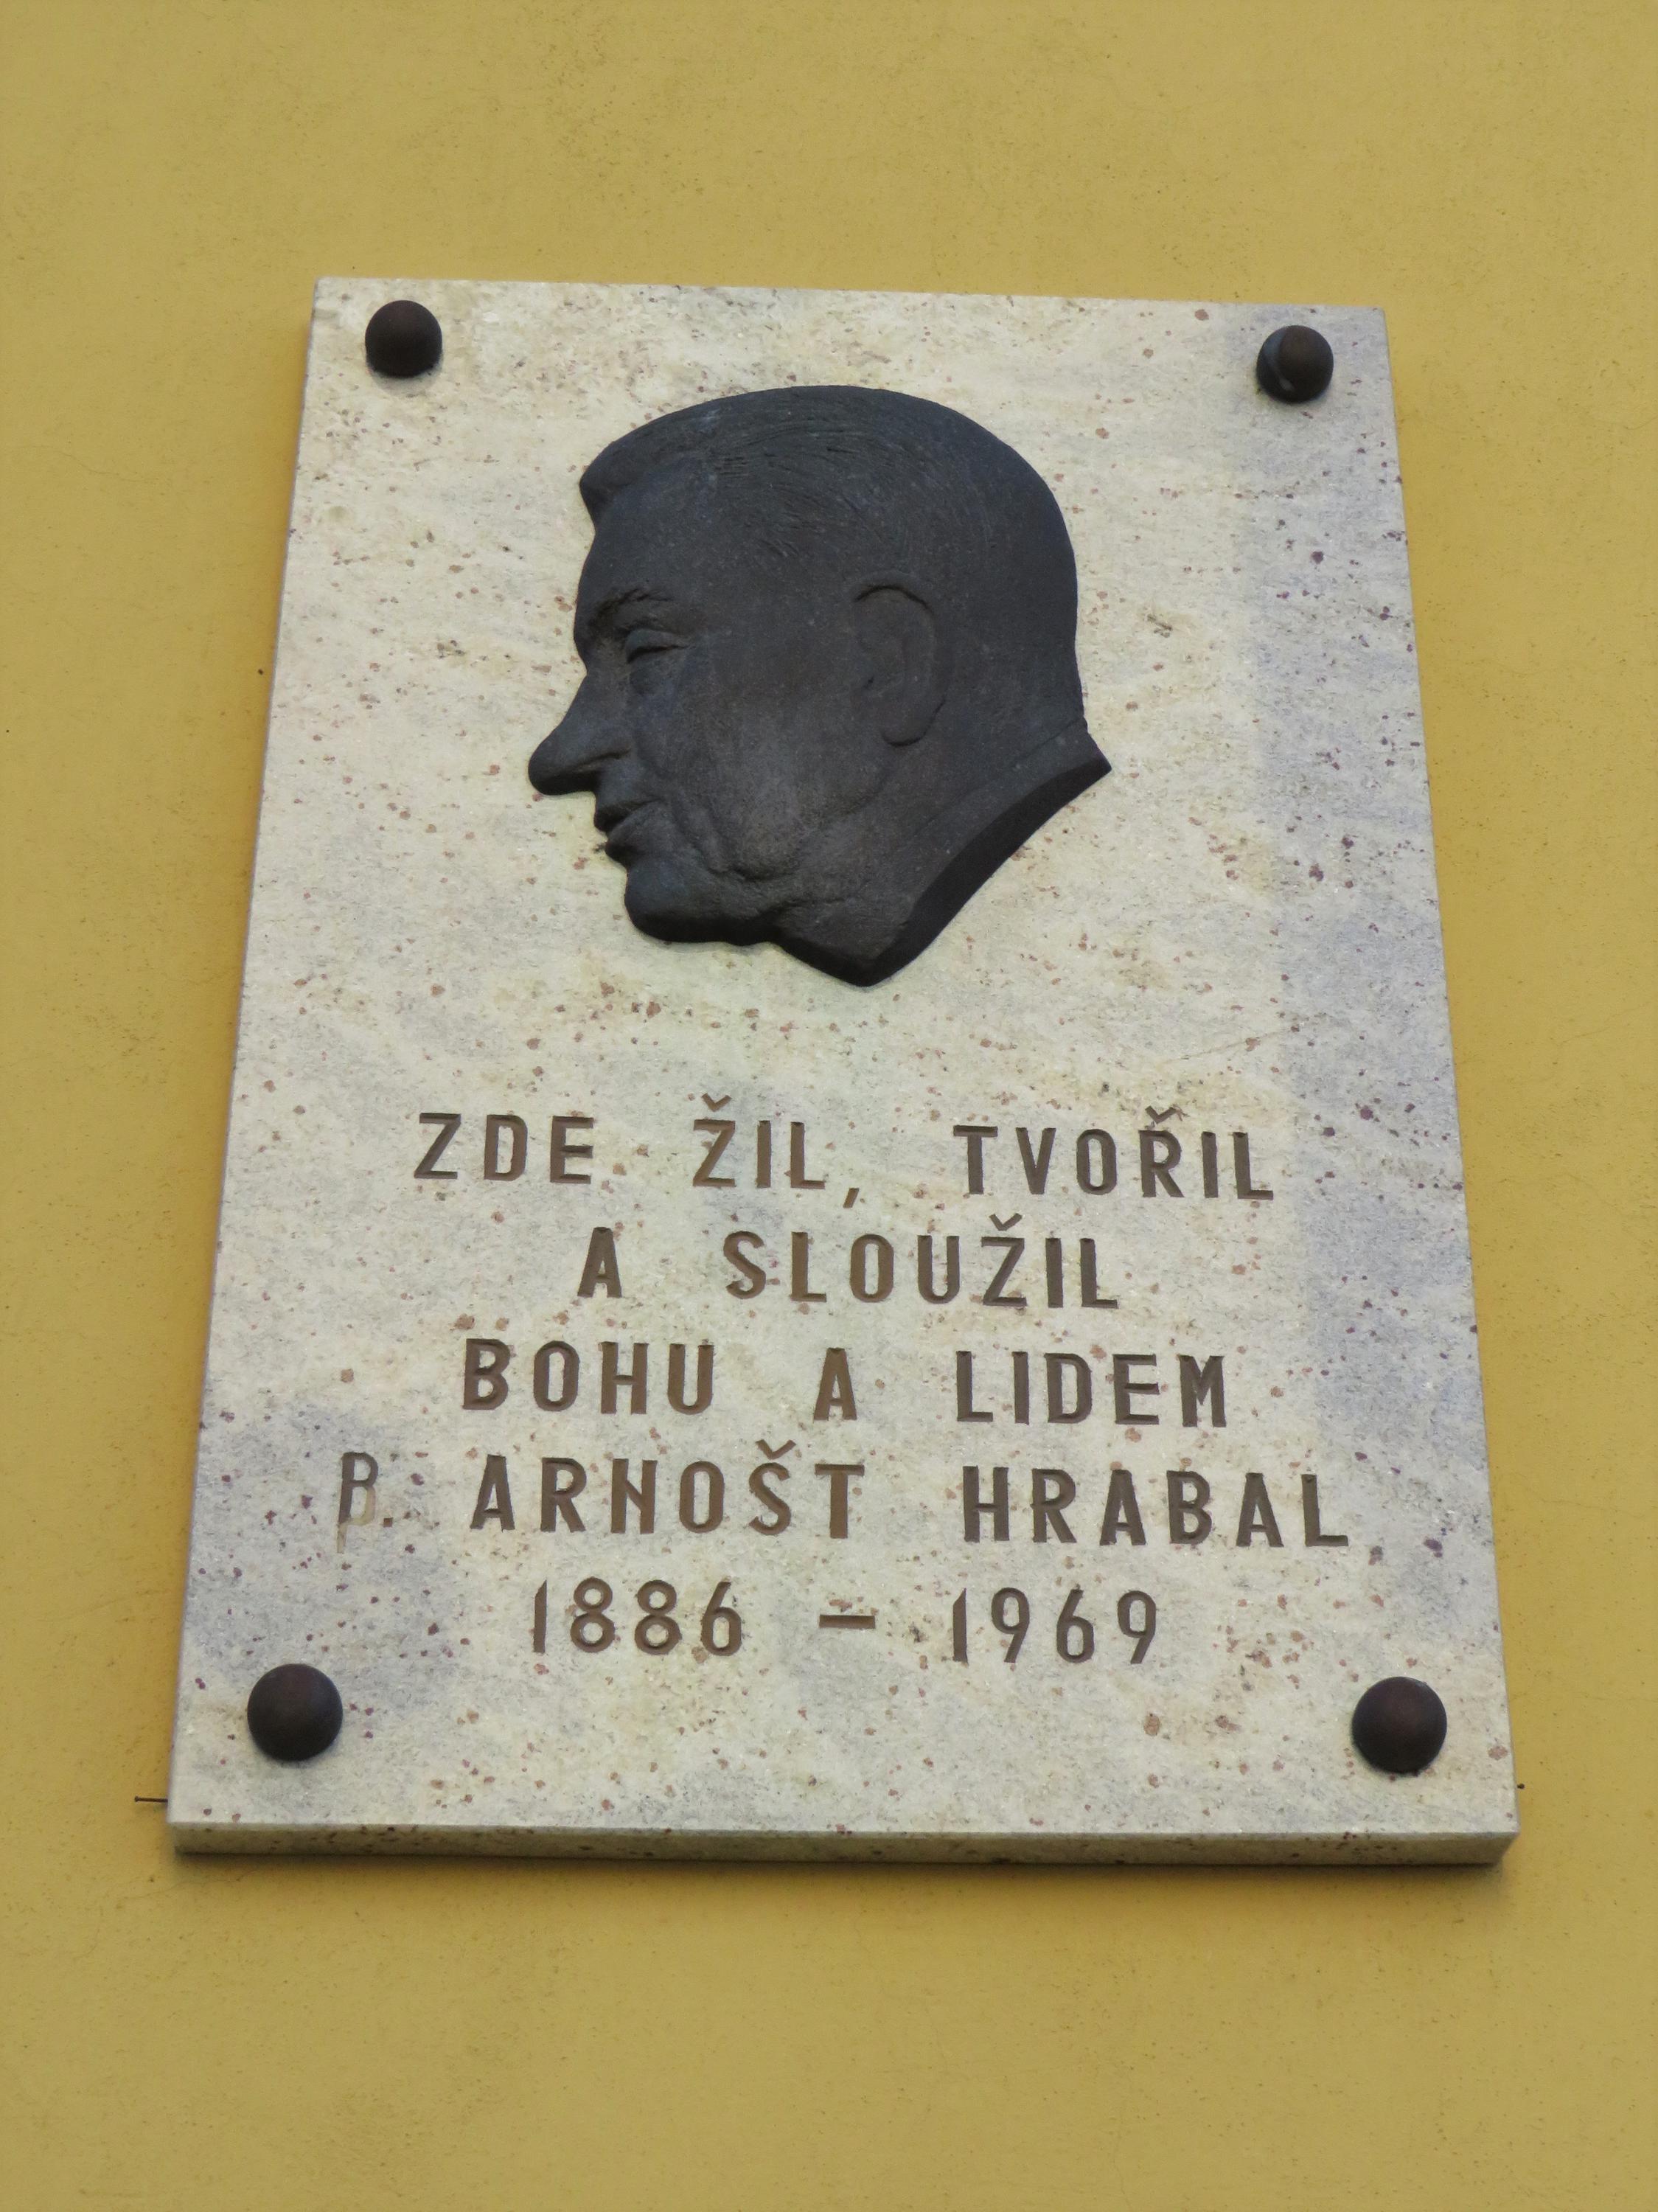 ZDE ŽIL, TVOŘIL
A SLOUŽIL
BOHU A LIDEM
P. ARNOŠT HRABAL
1886 – 1969